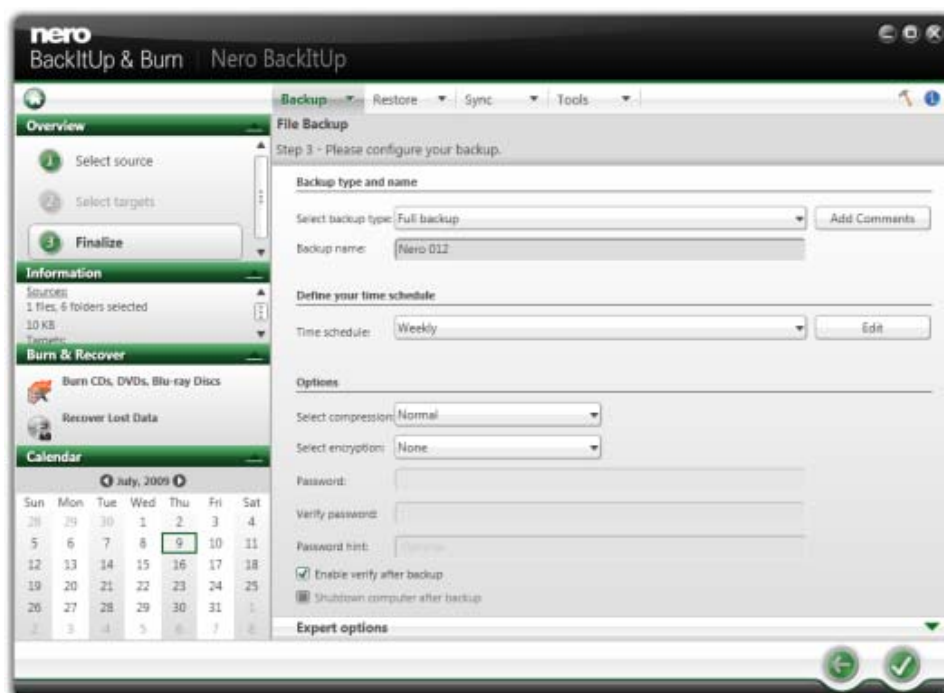 nero
BackItUp & Burn | Nero BackItUp
Backup Restore Sync Tools
Overview
1 Select source
Select targets
3 Finalize
Information
Sources:
1 files, 6 folders selected
10 KB
Targets:
Burn & Recover
Burn CDs, DVDs, Blu-ray Discs
Recover Lost Data
Calendar
July, 2009
Sun Mon Tue Wed Thu Fri Sat
28 29 30 1 2 3 4
5 6 7 8 9 10 11
12 13 14 15 16 17 18
19 20 21 22 23 24 25
26 27 28 29 30 31 1
2 3 4 5 6 7 8
File Backup
Step 3 - Please configure your backup.
Backup type and name
Select backup type: Full backup Add Comments
Backup name: Nero 012
Define your time schedule
Time schedule: Weekly Edit
Options
Select compression: Normal
Select encryption: None
Password:
Verify password:
Password hint:
Enable verify after backup
Shutdown computer after backup
Expert options